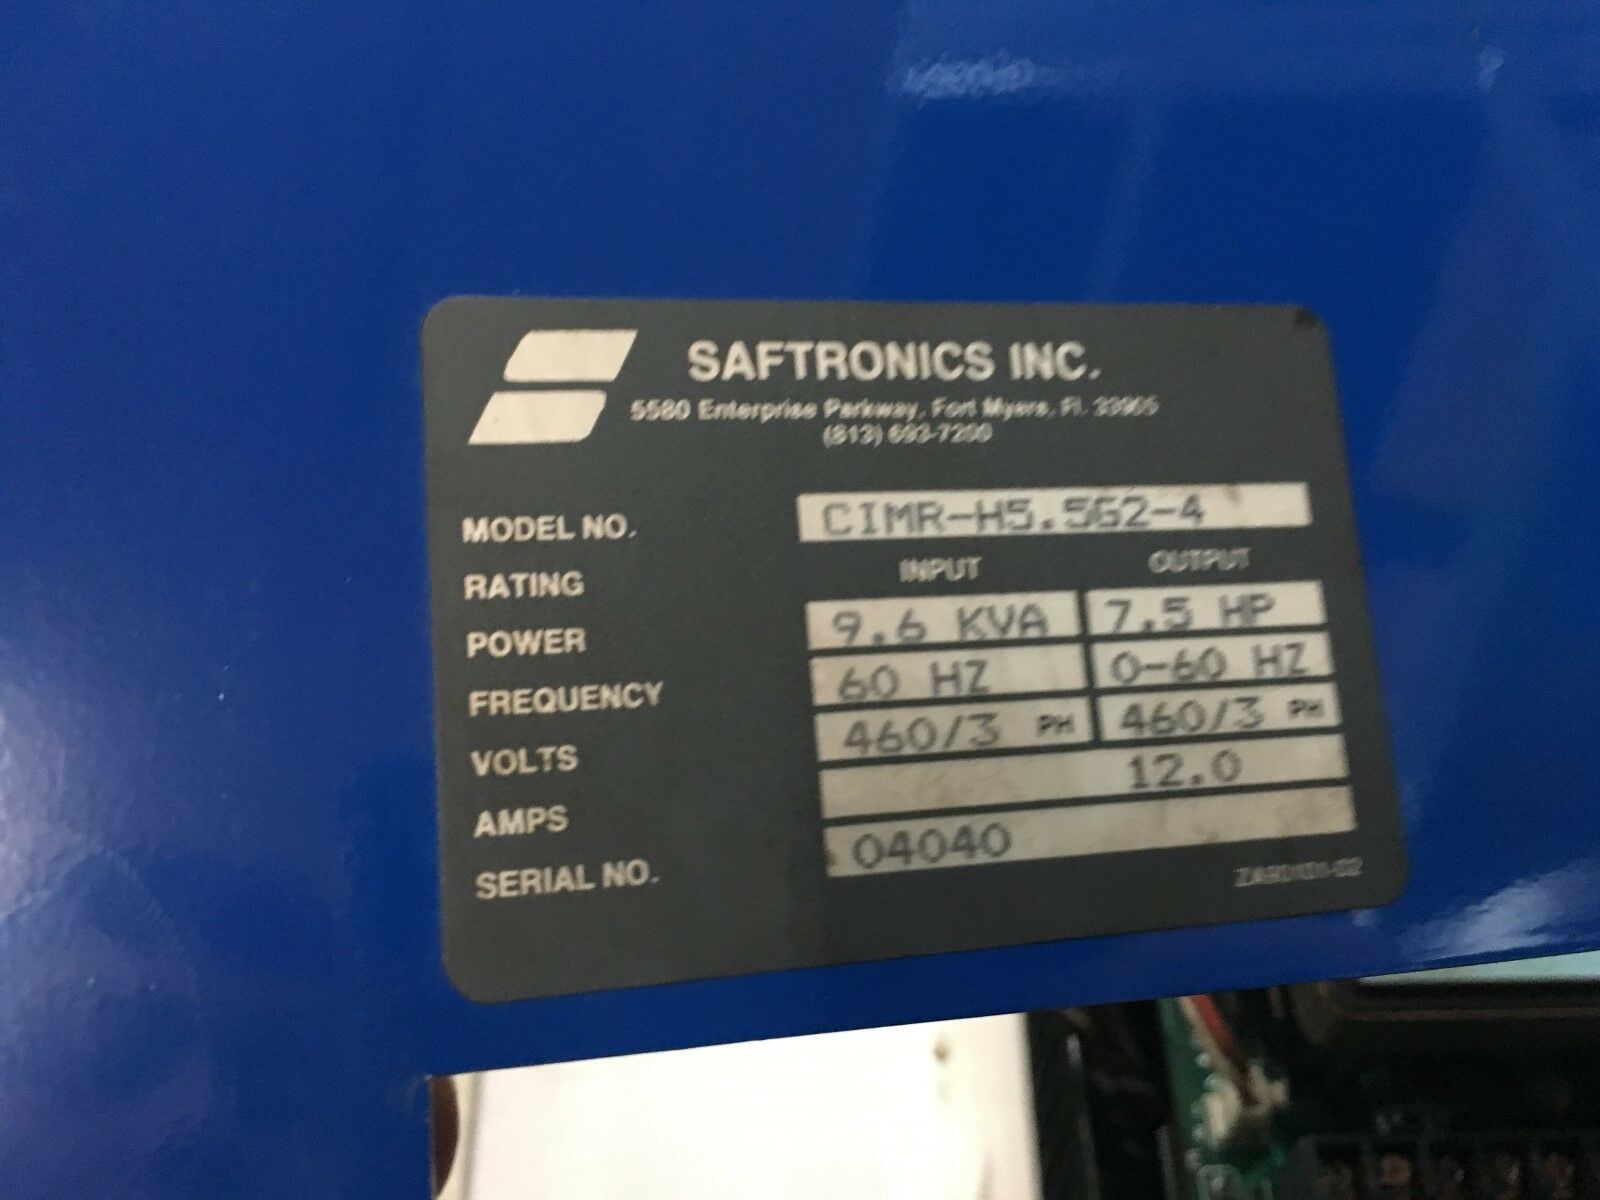 SAFTRONICS INC.
5580 Enterprise Parkway, Fort Myers, Fl. 33905
(813) 693-7200
MODEL NO. CIMR-H5.5G2-4
INPUT OUTPUT
RATING
POWER 9.6 KVA 7.5 HP
FREQUENCY 60 HZ 0-60 HZ
VOLTS 460/3 PH 460/3 PH
AMPS 12.0
SERIAL NO. 04040